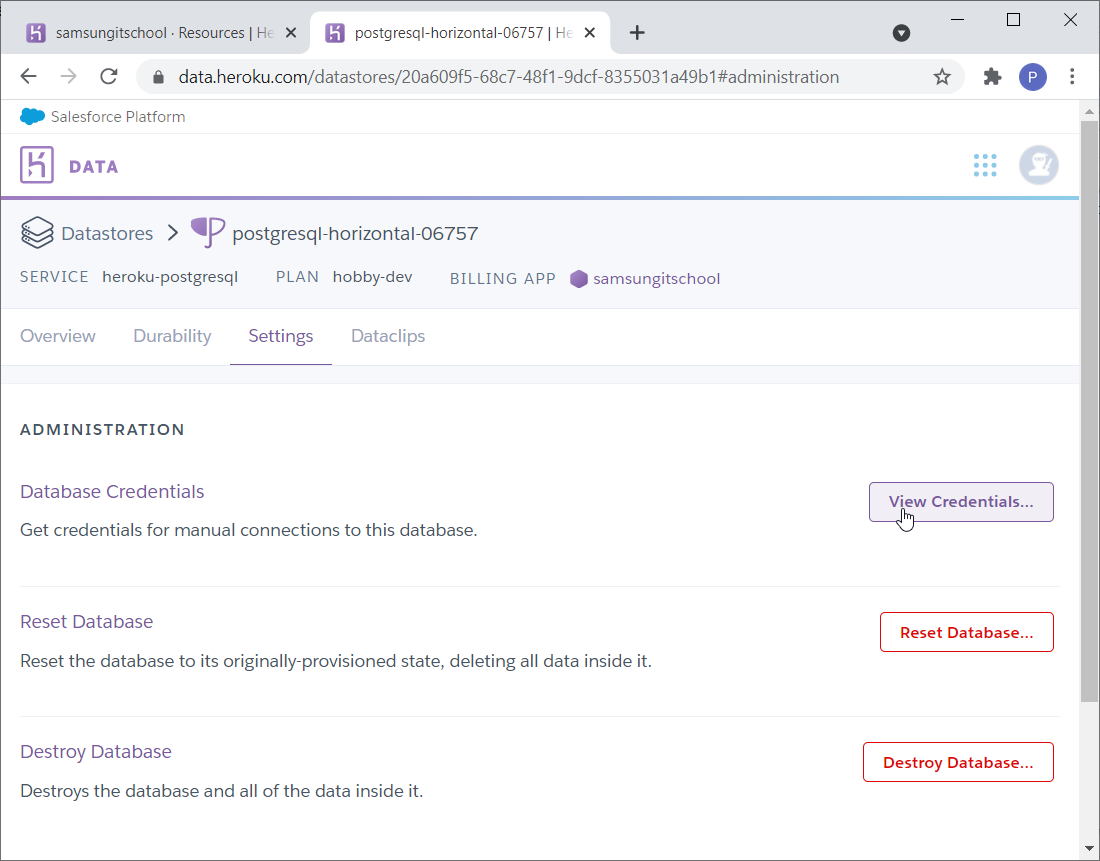 samsungitschool · Resources | He
postgresql-horizontal-06757 | He
data.heroku.com/datastores/20a609f5-68c7-48f1-9dcf-8355031a49b1#administration
P
Salesforce Platform
DATA
Datastores
postgresql-horizontal-06757
SERVICE heroku-postgresql PLAN hobby-dev BILLING APP samsungitschool
Overview Durability Settings Dataclips
ADMINISTRATION
Database Credentials
View Credentials...
Get credentials for manual connections to this database.
Reset Database
Reset Database...
Reset the database to its originally-provisioned state, deleting all data inside it.
Destroy Database
Destroy Database...
Destroys the database and all of the data inside it.